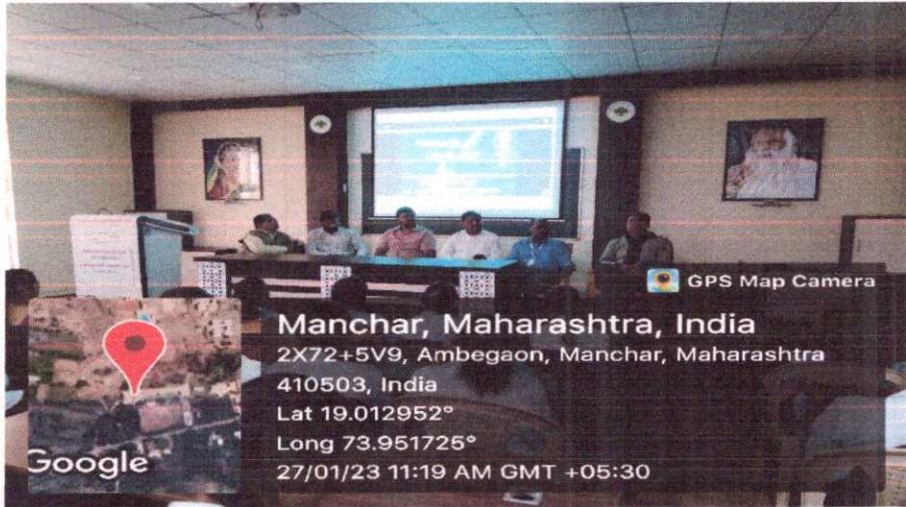 GPS Map Camera
Manchar, Maharashtra, India
2X72+5V9, Ambegaon, Manchar, Maharashtra
410503, India
Lat 19.012952°
Long 73.951725°
27/01/23 11:19 AM GMT +05:30
Google